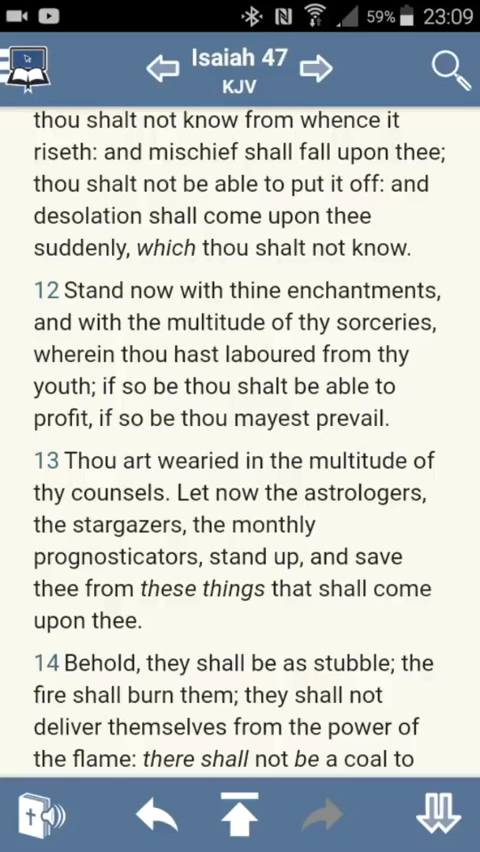 59% 23:09
Isaiah 47
KJV
thou shalt not know from whence it
riseth: and mischief shall fall upon thee;
thou shalt not be able to put it off: and
desolation shall come upon thee
suddenly, which thou shalt not know.
12 Stand now with thine enchantments,
and with the multitude of thy sorceries,
wherein thou hast laboured from thy
youth; if so be thou shalt be able to
profit, if so be thou mayest prevail.
13 Thou art wearied in the multitude of
thy counsels. Let now the astrologers,
the stargazers, the monthly
prognosticators, stand up, and save
thee from these things that shall come
upon thee.
14 Behold, they shall be as stubble; the
fire shall burn them; they shall not
deliver themselves from the power of
the flame: there shall not be a coal to